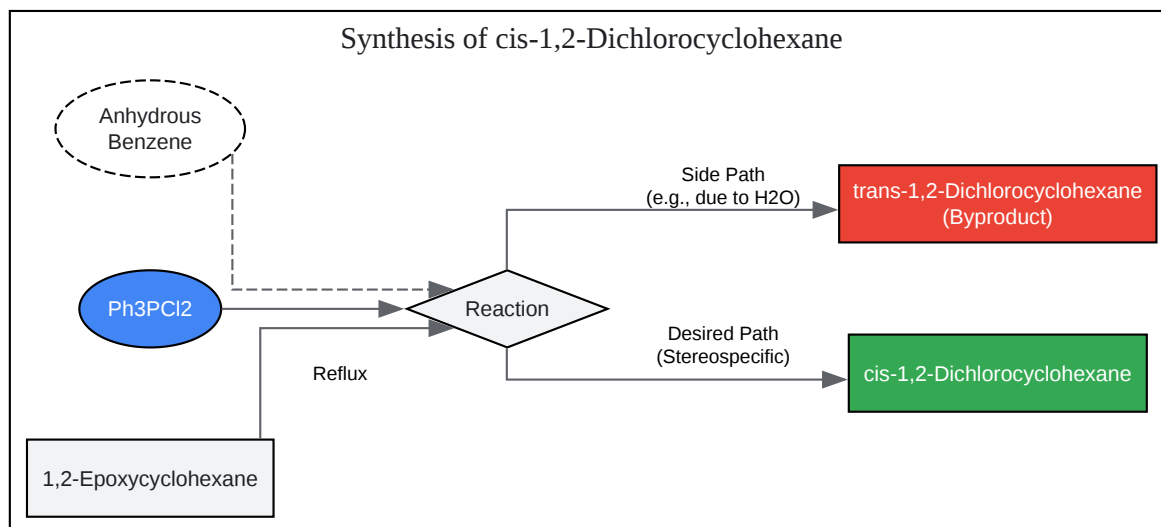 Synthesis of cis-1,2-Dichlorocyclohexane
Anhydrous
Benzene
Side Path
(e.g., due to H2O)
trans-1,2-Dichlorocyclohexane
(Byproduct)
Ph3PCl2
Reaction
Desired Path
(Stereospecific)
cis-1,2-Dichlorocyclohexane
Reflux
1,2-Epoxycyclohexane